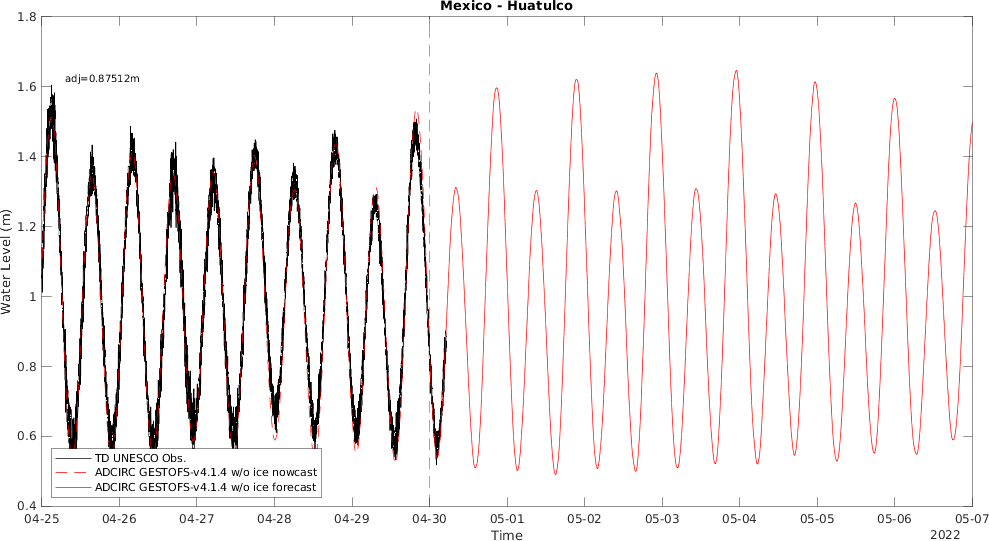 Mexico - Huatulco
1.8
1.6
1.4
1.2
1
0.8
0.6
0.4
Water Level (m)
adj=0.87512m
TD UNESCO Obs.
ADCIRC GESTOFS-v4.1.4 w/o ice nowcast
ADCIRC GESTOFS-v4.1.4 w/o ice forecast
04-25 04-26 04-27 04-28 04-29 04-30 05-01 05-02 05-03 05-04 05-05 05-06 05-07
Time
2022